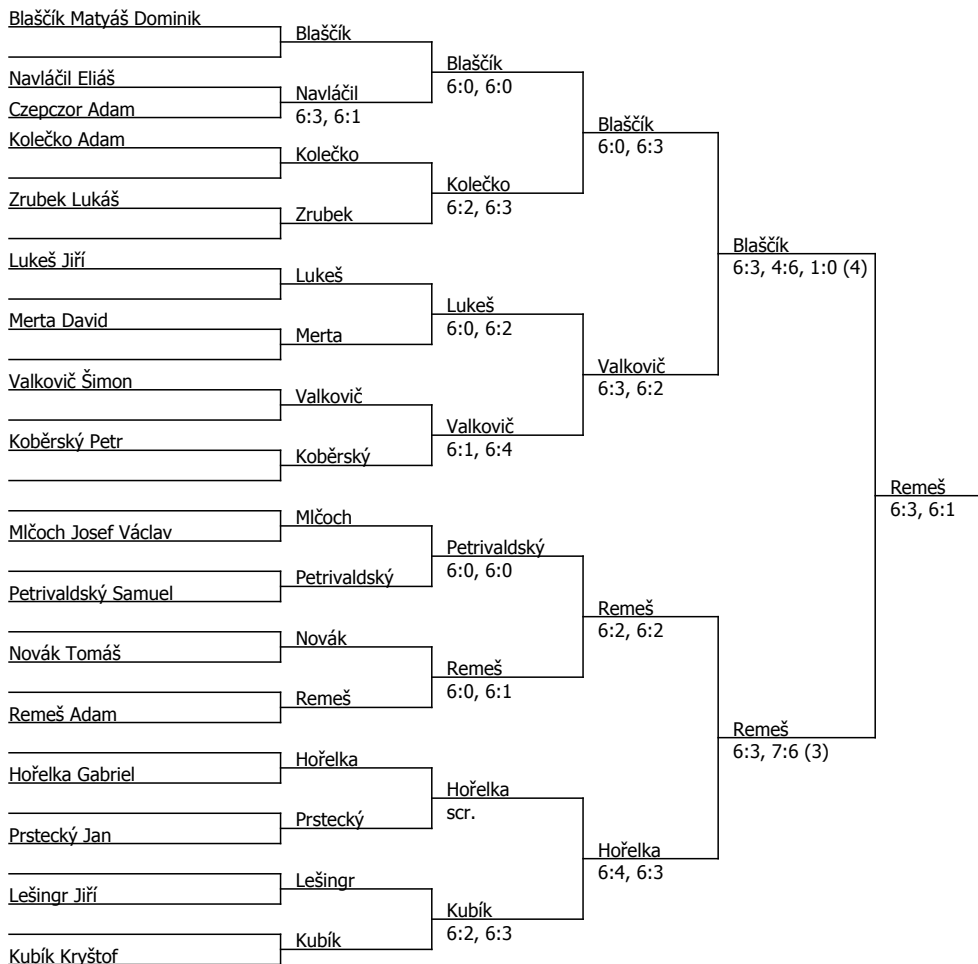 Blaščík Matyáš Dominik
Navláčil Eliáš
Czepczor Adam
Kolečko Adam
Zrubek Lukáš
Lukeš Jiří
Merta David
Valkovič Šimon
Koběrský Petr
Mlčoch Josef Václav
Petrivaldský Samuel
Novák Tomáš
Remeš Adam
Hořelka Gabriel
Prstecký Jan
Lešingr Jiří
Kubík Kryštof
Blaščík
Navláčil
6:3, 6:1
Kolečko
Zrubek
Lukeš
Merta
Valkovič
Koběrský
Mlčoch
Petrivaldský
Novák
Remeš
Hořelka
Prstecký
Lešingr
Kubík
Blaščík
6:0, 6:0
Kolečko
6:2, 6:3
Lukeš
6:0, 6:2
Valkovič
6:1, 6:4
Petrivaldský
6:0, 6:0
Remeš
6:0, 6:1
Hořelka
scr.
Kubík
6:2, 6:3
Blaščík
6:0, 6:3
Valkovič
6:3, 6:2
Remeš
6:2, 6:2
Hořelka
6:4, 6:3
Blaščík
6:3, 4:6, 1:0 (4)
Remeš
6:3, 7:6 (3)
Remeš
6:3, 6:1